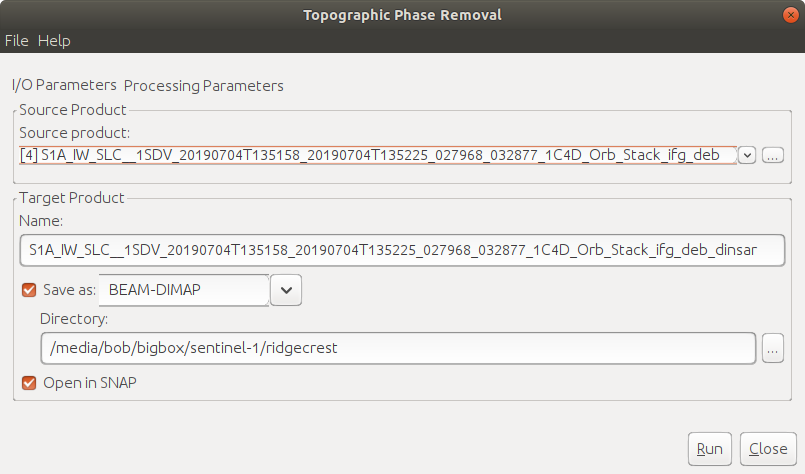 Topographic Phase Removal
File Help
I/O Parameters Processing Parameters
Source Product
Source product:
[4] S1A_IW_SLC__1SDV_20190704T135158_20190704T135225_027968_032877_1C4D_Orb_Stack_ifg_deb
...
Target Product
Name:
S1A_IW_SLC__1SDV_20190704T135158_20190704T135225_027968_032877_1C4D_Orb_Stack_ifg_deb_dinsar
Save as: BEAM-DIMAP
Directory:
/media/bob/bigbox/sentinel-1/ridgecrest
...
Open in SNAP
Run Close